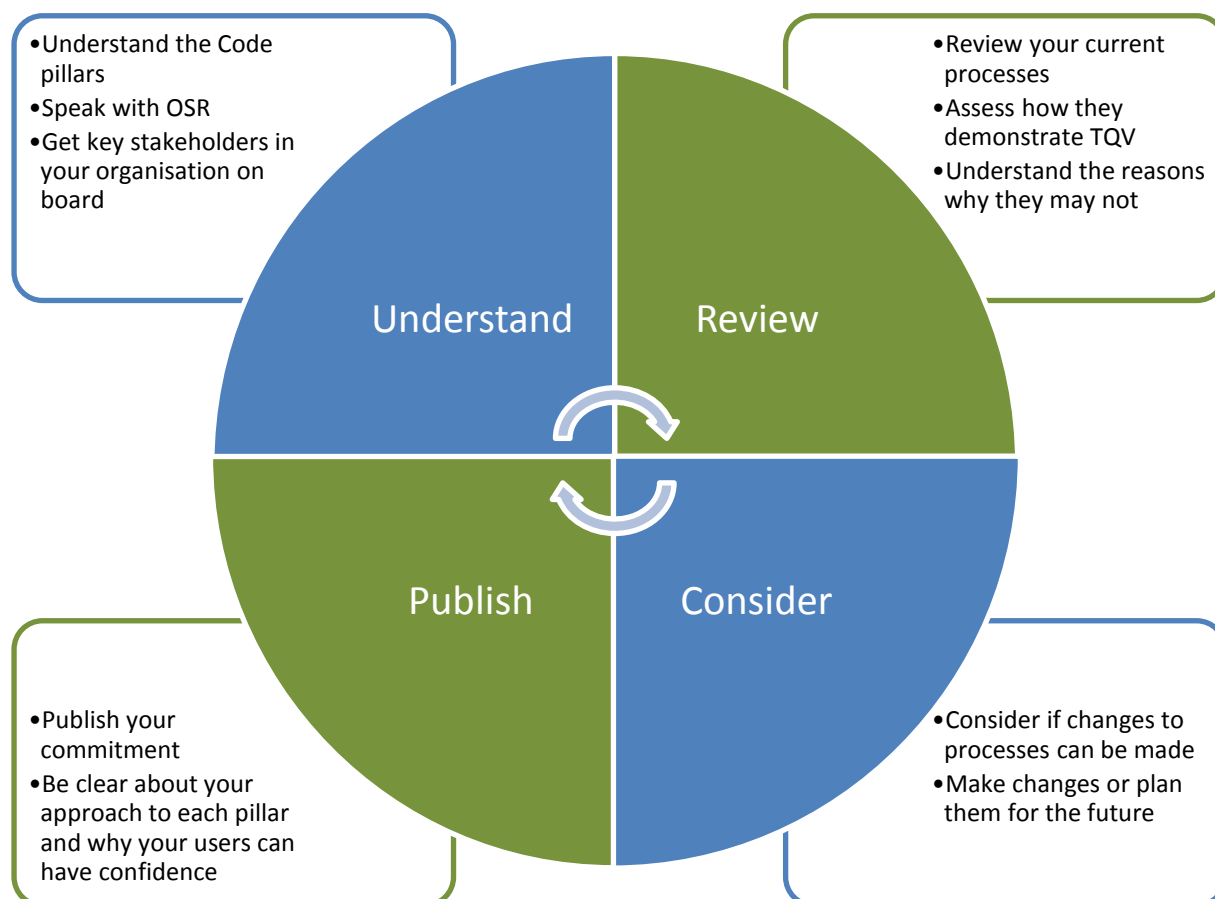 •Understand the Code
pillars
•Speak with OSR
•Get key stakeholders in
your organisation on
board
•Review your current
processes
•Assess how they
demonstrate TQV
•Understand the reasons
why they may not
Understand
Review
Publish
Consider
•Publish your
commitment
•Be clear about your
approach to each pillar
and why your users can
have confidence
•Consider if changes to
processes can be made
•Make changes or plan
them for the future